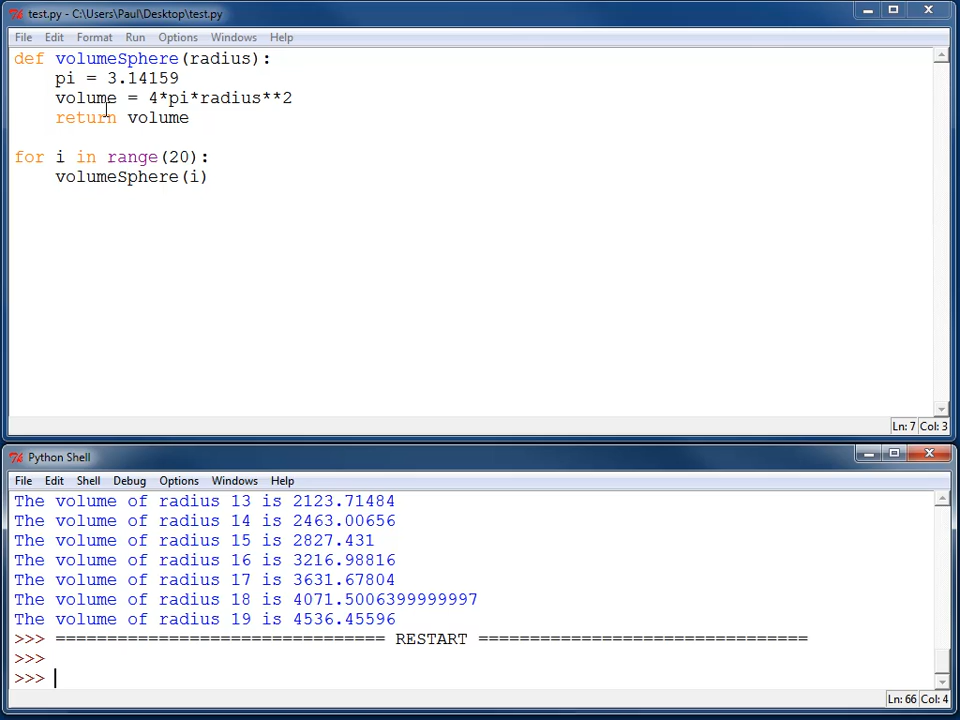 test.py - C:\Users\Paul\Desktop\test.py
File Edit Format Run Options Windows Help
def volumeSphere(radius):
    pi = 3.14159
    volume = 4*pi*radius**2
    return volume
for i in range(20):
    volumeSphere(i)
Ln: 7 Col: 3
Python Shell
File Edit Shell Debug Options Windows Help
The volume of radius 13 is 2123.71484
The volume of radius 14 is 2463.00656
The volume of radius 15 is 2827.431
The volume of radius 16 is 3216.98816
The volume of radius 17 is 3631.67804
The volume of radius 18 is 4071.5006399999997
The volume of radius 19 is 4536.45596
>>> ================================ RESTART ================================
>>>
>>>
Ln: 66 Col: 4